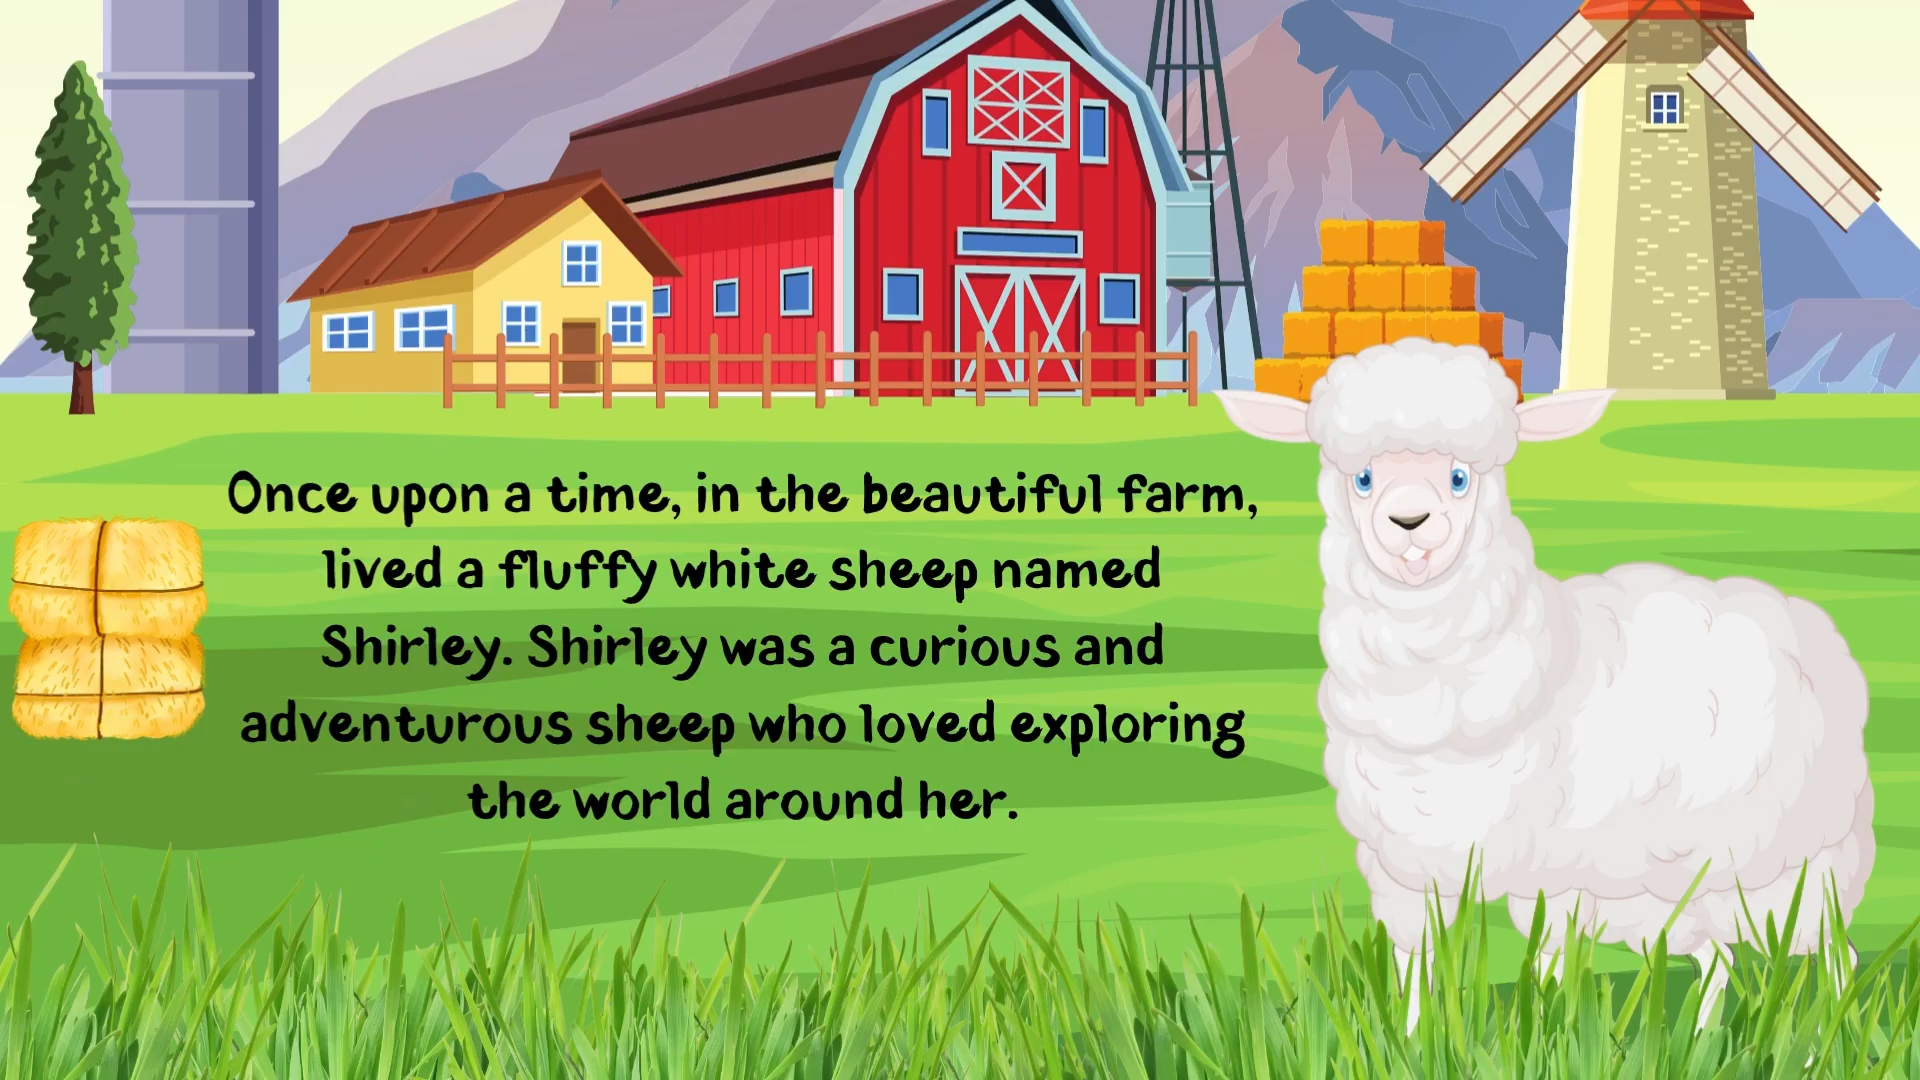 Once upon a time, in the beautiful farm,
lived a fluffy white sheep named
Shirley. Shirley was a curious and
adventurous sheep who loved exploring
the world around her.